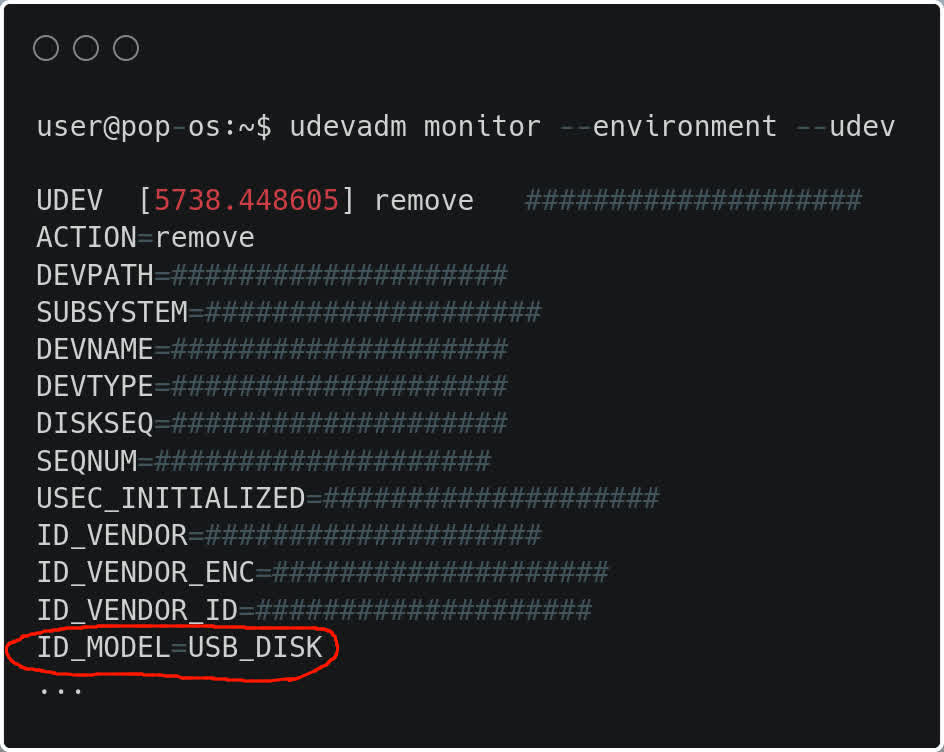 user@pop-os:~$ udevadm monitor --environment --udev
UDEV  [5738.448605] remove   ####################
ACTION=remove
DEVPATH=####################
SUBSYSTEM=####################
DEVNAME=####################
DEVTYPE=####################
DISKSEQ=####################
SEQNUM=####################
USEC_INITIALIZED=####################
ID_VENDOR=####################
ID_VENDOR_ENC=####################
ID_VENDOR_ID=####################
ID_MODEL=USB_DISK
...